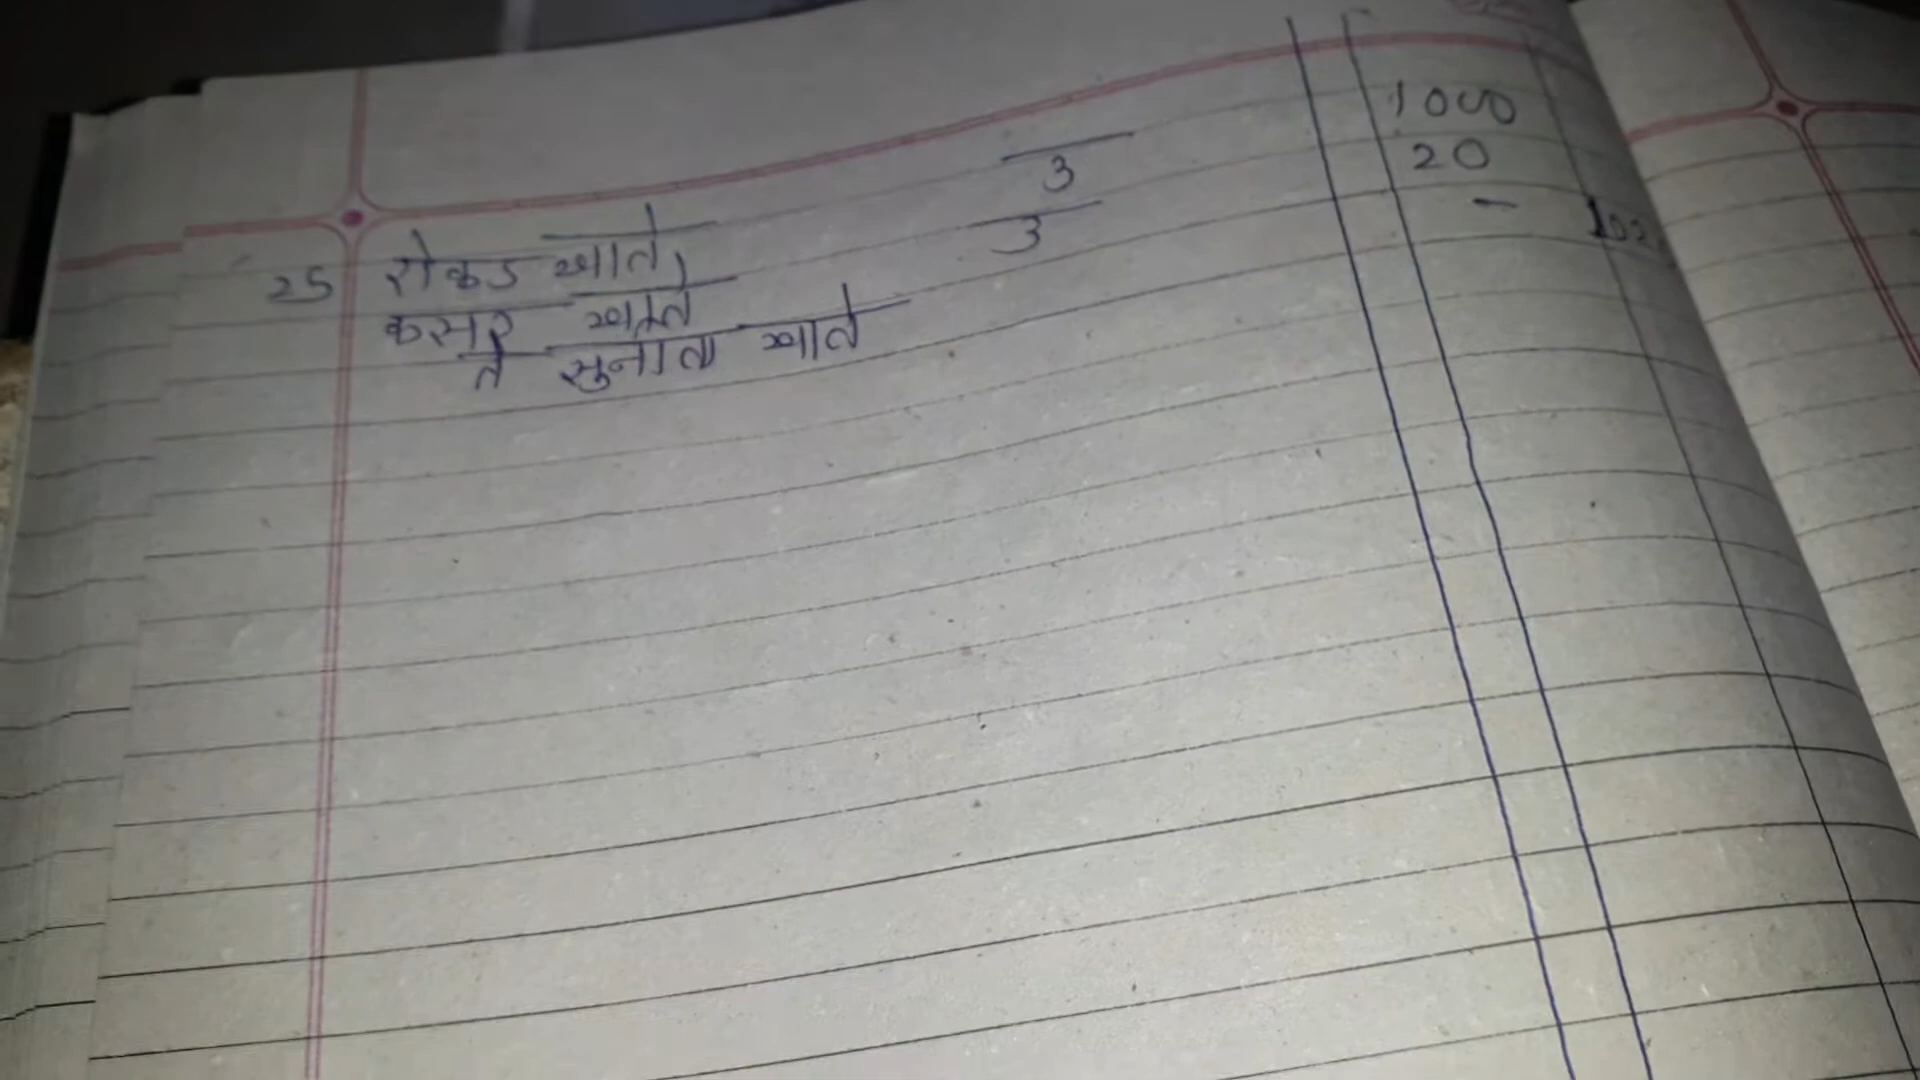 25 रोकड खाते 3 1000
कसर खाते 3 20
ते सुनाता खाते -